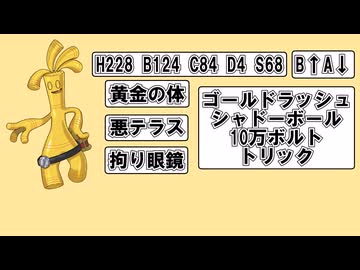 H228 B124 C84 D4 S68
B↑A↓
黄金の体
悪テラス
拘り眼鏡
ゴールドラッシュ
シャドーボール
10万ボルト
トリック